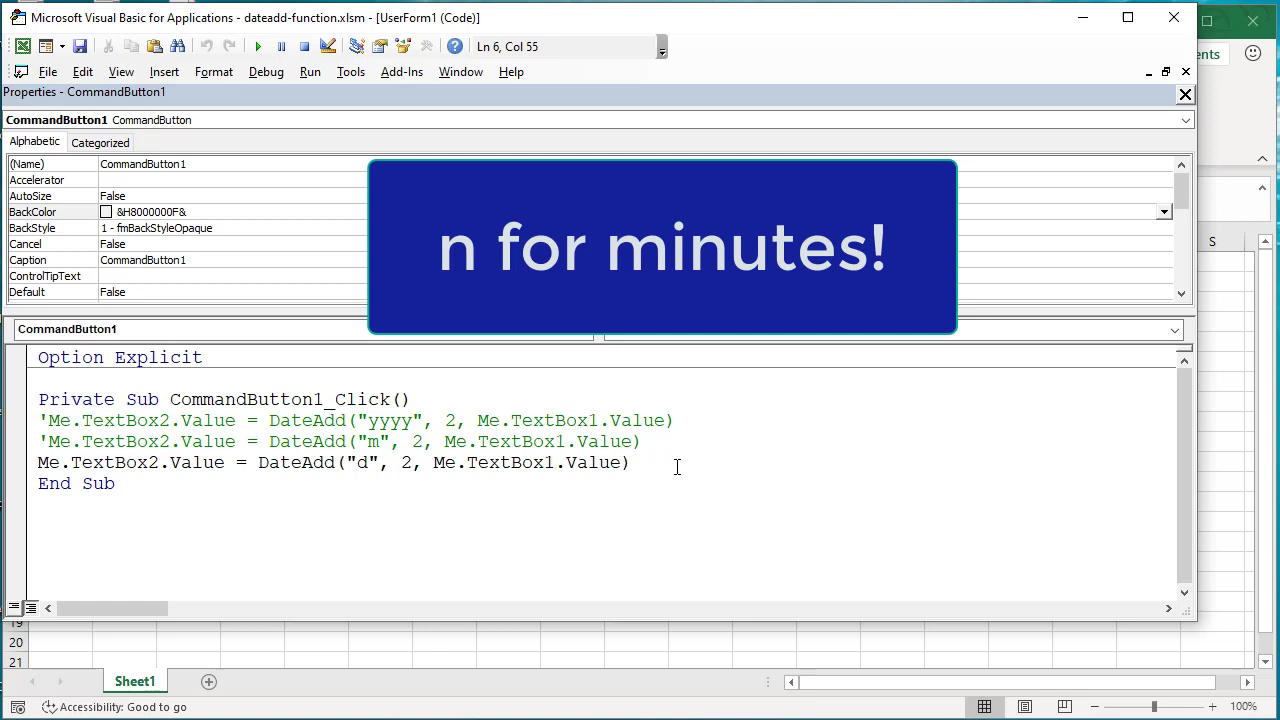 Microsoft Visual Basic for Applications - dateadd-function.xlsm - [UserForm1 (Code)]
Ln 6, Col 55
File Edit View Insert Format Debug Run Tools Add-Ins Window Help
ents
Properties - CommandButton1
CommandButton1 CommandButton
Alphabetic Categorized
(Name) CommandButton1
Accelerator
AutoSize False
BackColor &H8000000F&
BackStyle 1 - fmBackStyleOpaque
Cancel False
Caption CommandButton1
ControlTipText
Default False
n for minutes!
S
CommandButton1
Option Explicit
Private Sub CommandButton1_Click()
'Me.TextBox2.Value = DateAdd("yyyy", 2, Me.TextBox1.Value)
'Me.TextBox2.Value = DateAdd("m", 2, Me.TextBox1.Value)
Me.TextBox2.Value = DateAdd("d", 2, Me.TextBox1.Value)
End Sub
19
20
21
Sheet1
Accessibility: Good to go
100%